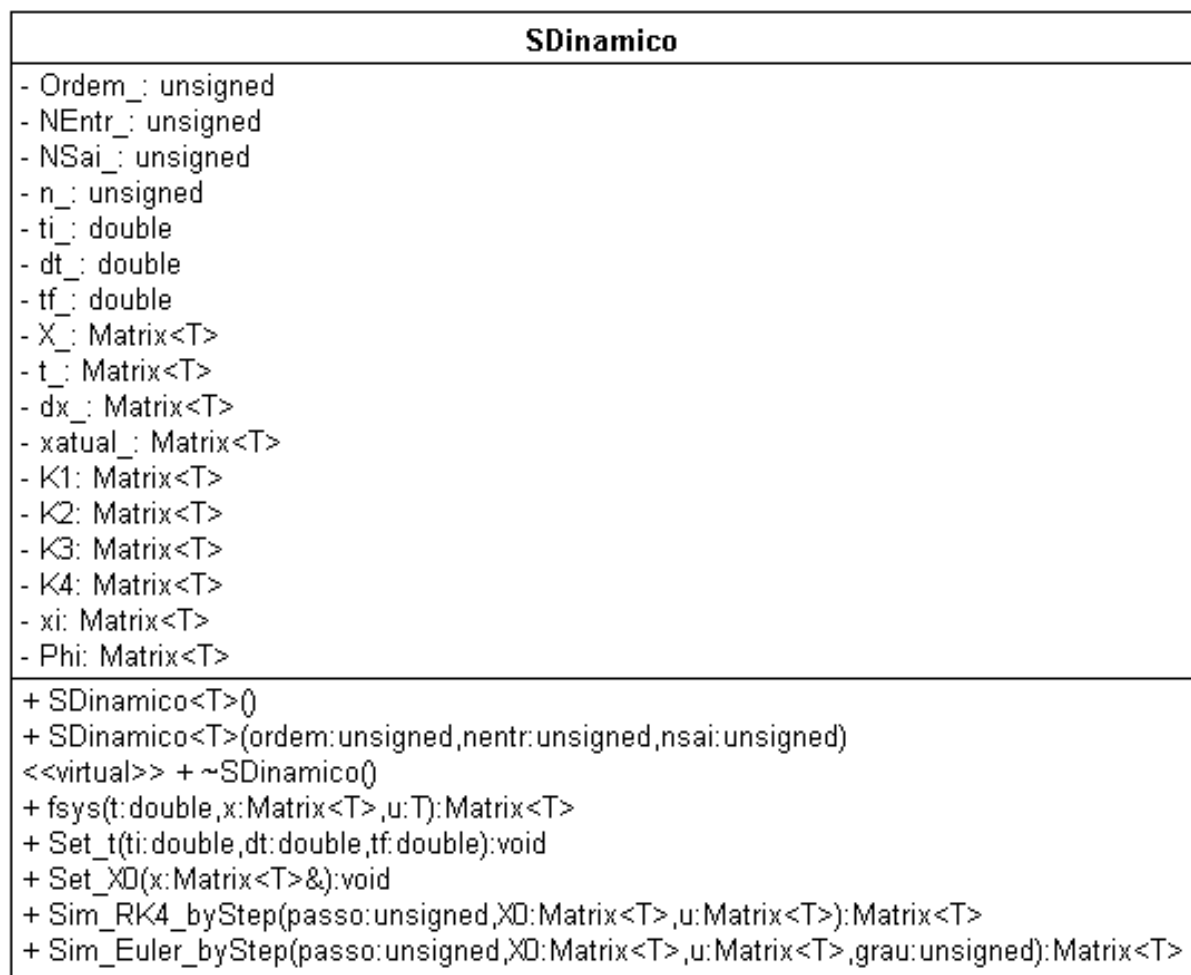 SDinamico
- Ordem_: unsigned
- NEntr_: unsigned
- NSai_: unsigned
- n_: unsigned
- ti_: double
- dt_: double
- tf_: double
- X_: Matrix<T>
- t_: Matrix<T>
- dx_: Matrix<T>
- xatual_: Matrix<T>
- K1: Matrix<T>
- K2: Matrix<T>
- K3: Matrix<T>
- K4: Matrix<T>
- xi: Matrix<T>
- Phi: Matrix<T>
+ SDinamico<T>()
+ SDinamico<T>(ordem:unsigned,nentr:unsigned,nsai:unsigned)
<<virtual>> + ~SDinamico()
+ fsys(t:double,x:Matrix<T>,u:T):Matrix<T>
+ Set_t(ti:double,dt:double,tf:double):void
+ Set_X0(x:Matrix<T>&):void
+ Sim_RK4_byStep(passo:unsigned,X0:Matrix<T>,u:Matrix<T>):Matrix<T>
+ Sim_Euler_byStep(passo:unsigned,X0:Matrix<T>,u:Matrix<T>,grau:unsigned):Matrix<T>